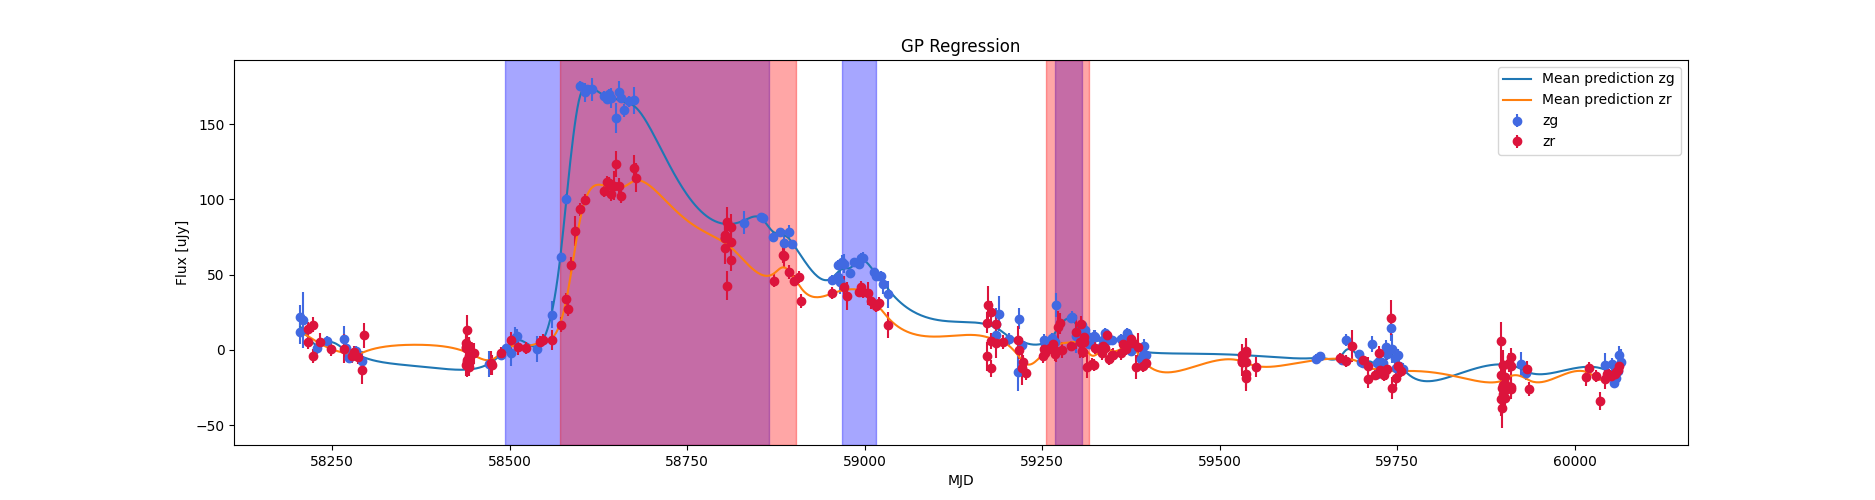 GP Regression
Flux [uJy]
150
100
50
0
−50
58250
58500
58750
59000
59250
59500
59750
60000
MJD
Mean prediction zg
Mean prediction zr
zg
zr